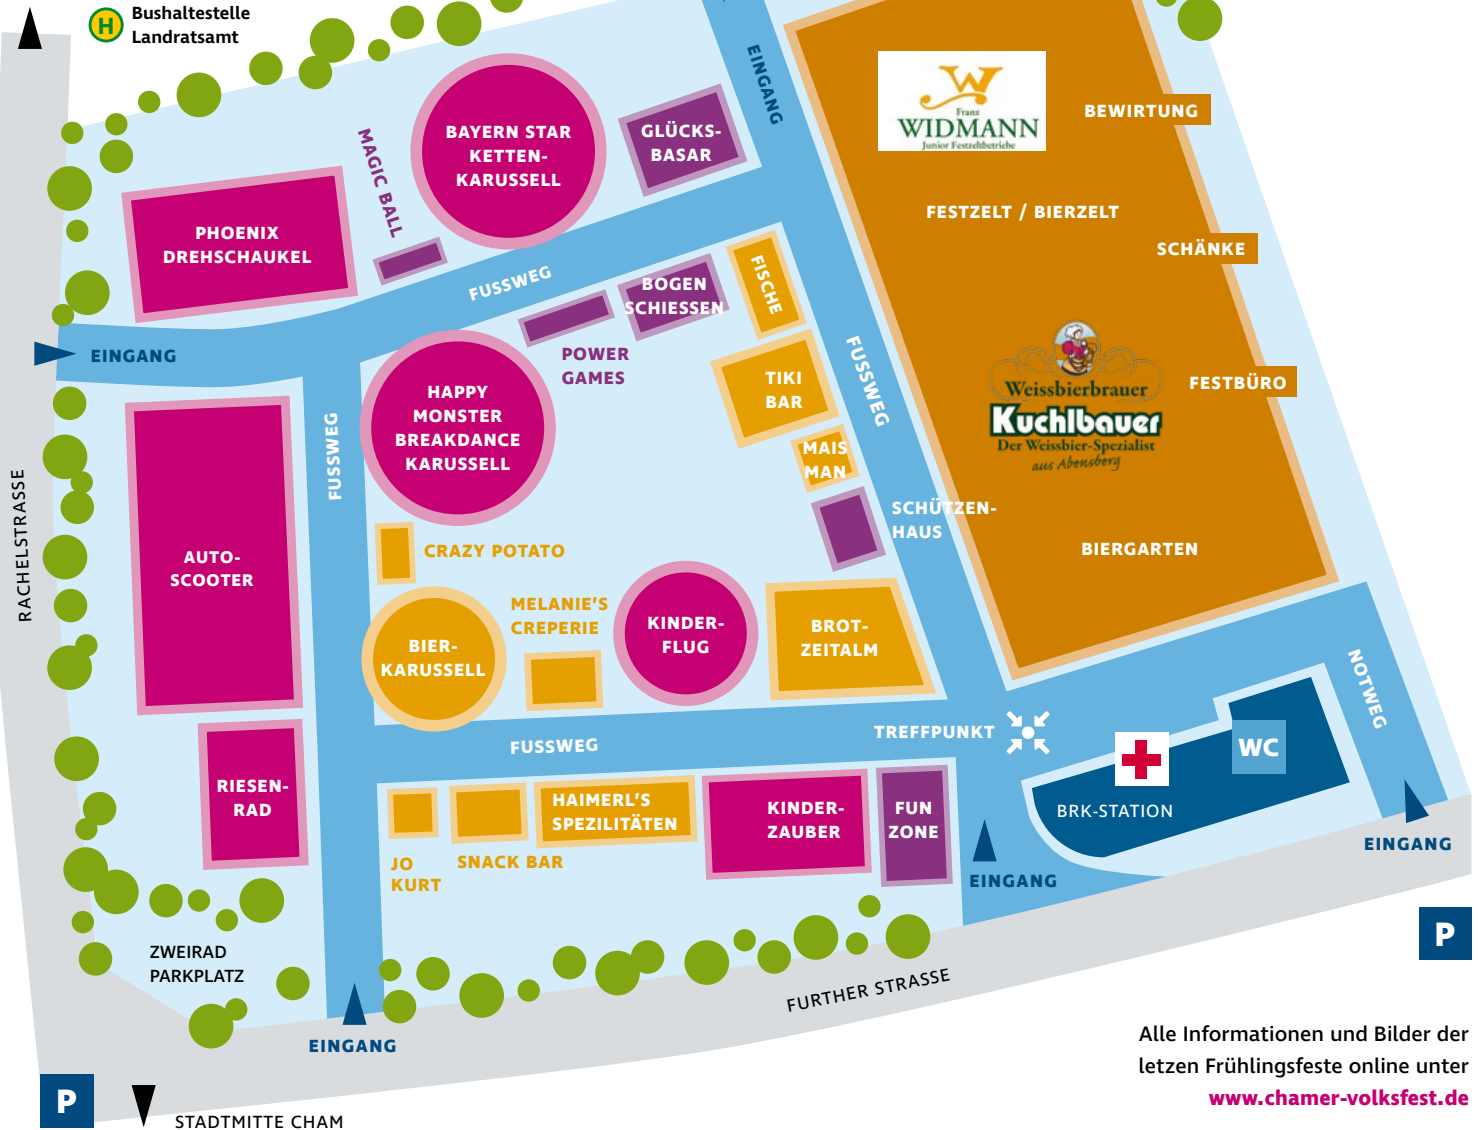 H
Bushaltestelle
Landratsamt
EINGANG
Franz
WIDMANN
Junior Festzeltbetriebe
BEWIRTUNG
BAYERN STAR
KETTEN-
KARUSSELL
GLÜCKS-
BASAR
MAGIC BALL
PHOENIX
DREHSCHAUKEL
FESTZELT / BIERZELT
SCHÄNKE
FUSSWEG
BOGEN
SCHIESSEN
FISCHE
POWER
GAMES
EINGANG
HAPPY
MONSTER
BREAKDANCE
KARUSSELL
TIKI
BAR
FUSSWEG
FESTBÜRO
Weissbierbrauer
Kuchlbauer
Der Weissbier-Spezialist
aus Abensberg
FUSSWEG
MAIS
MAN
SCHÜTZEN-
HAUS
RACHELSTRASSE
AUTO-
SCOOTER
CRAZY POTATO
BIERGARTEN
MELANIE'S
CREPERIE
BIER-
KARUSSELL
KINDER-
FLUG
BROT-
ZEITALM
NOTWEG
FUSSWEG
TREFFPUNKT
WC
BRK-STATION
RIESEN-
RAD
HAIMERL'S
SPEZILITÄTEN
KINDER-
ZAUBER
FUN
ZONE
JO
KURT
SNACK BAR
EINGANG
EINGANG
P
ZWEIRAD
PARKPLATZ
FURTHER STRASSE
EINGANG
Alle Informationen und Bilder der
letzen Frühlingsfeste online unter
www.chamer-volksfest.de
P
STADTMITTE CHAM